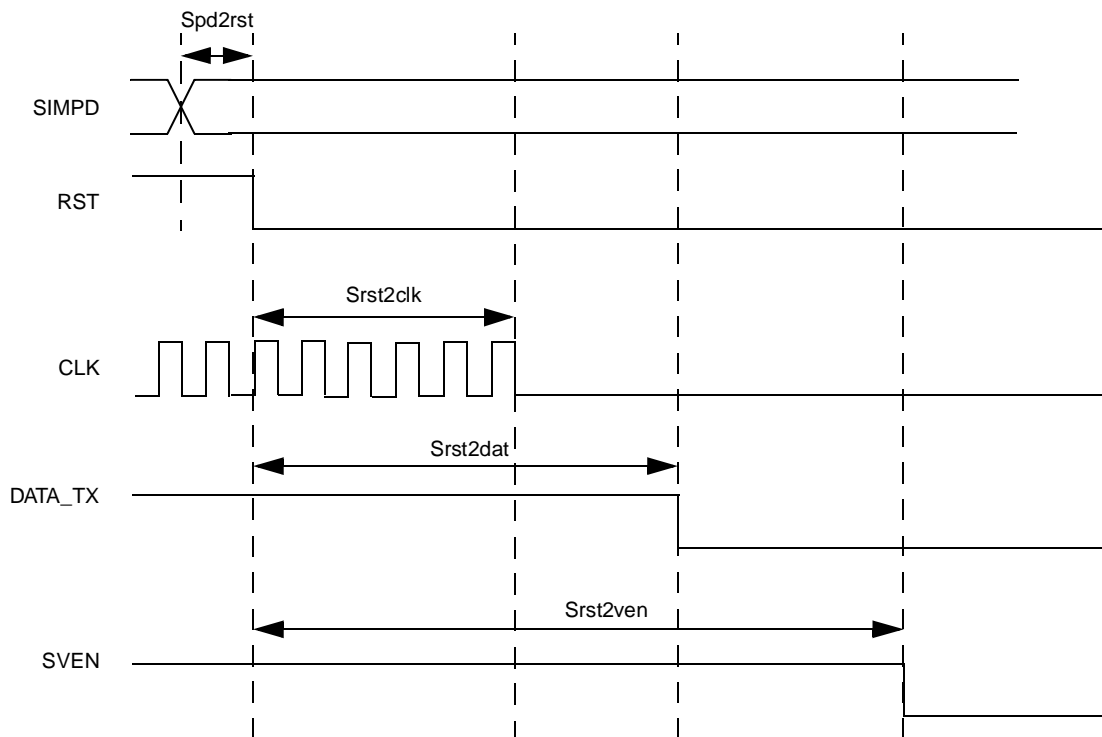 Spd2rst
SIMPD
RST
Srst2clk
CLK
Srst2dat
DATA_TX
Srst2ven
SVEN